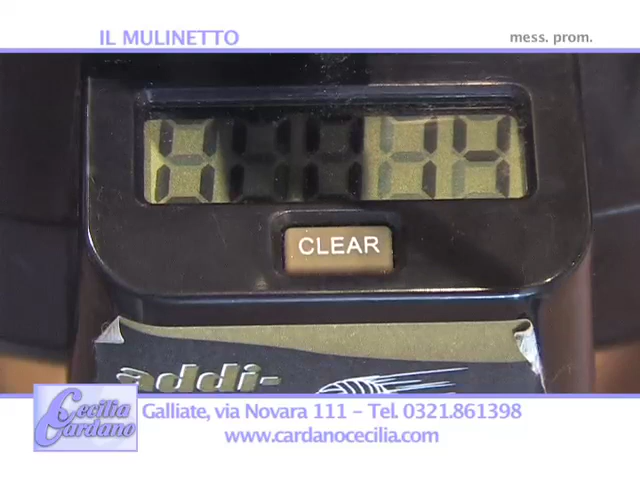 IL MULINETTO
mess. prom.
CLEAR
addi-
Cecilia
Cardano
Galliate, via Novara 111 - Tel. 0321.861398
www.cardanocecilia.com